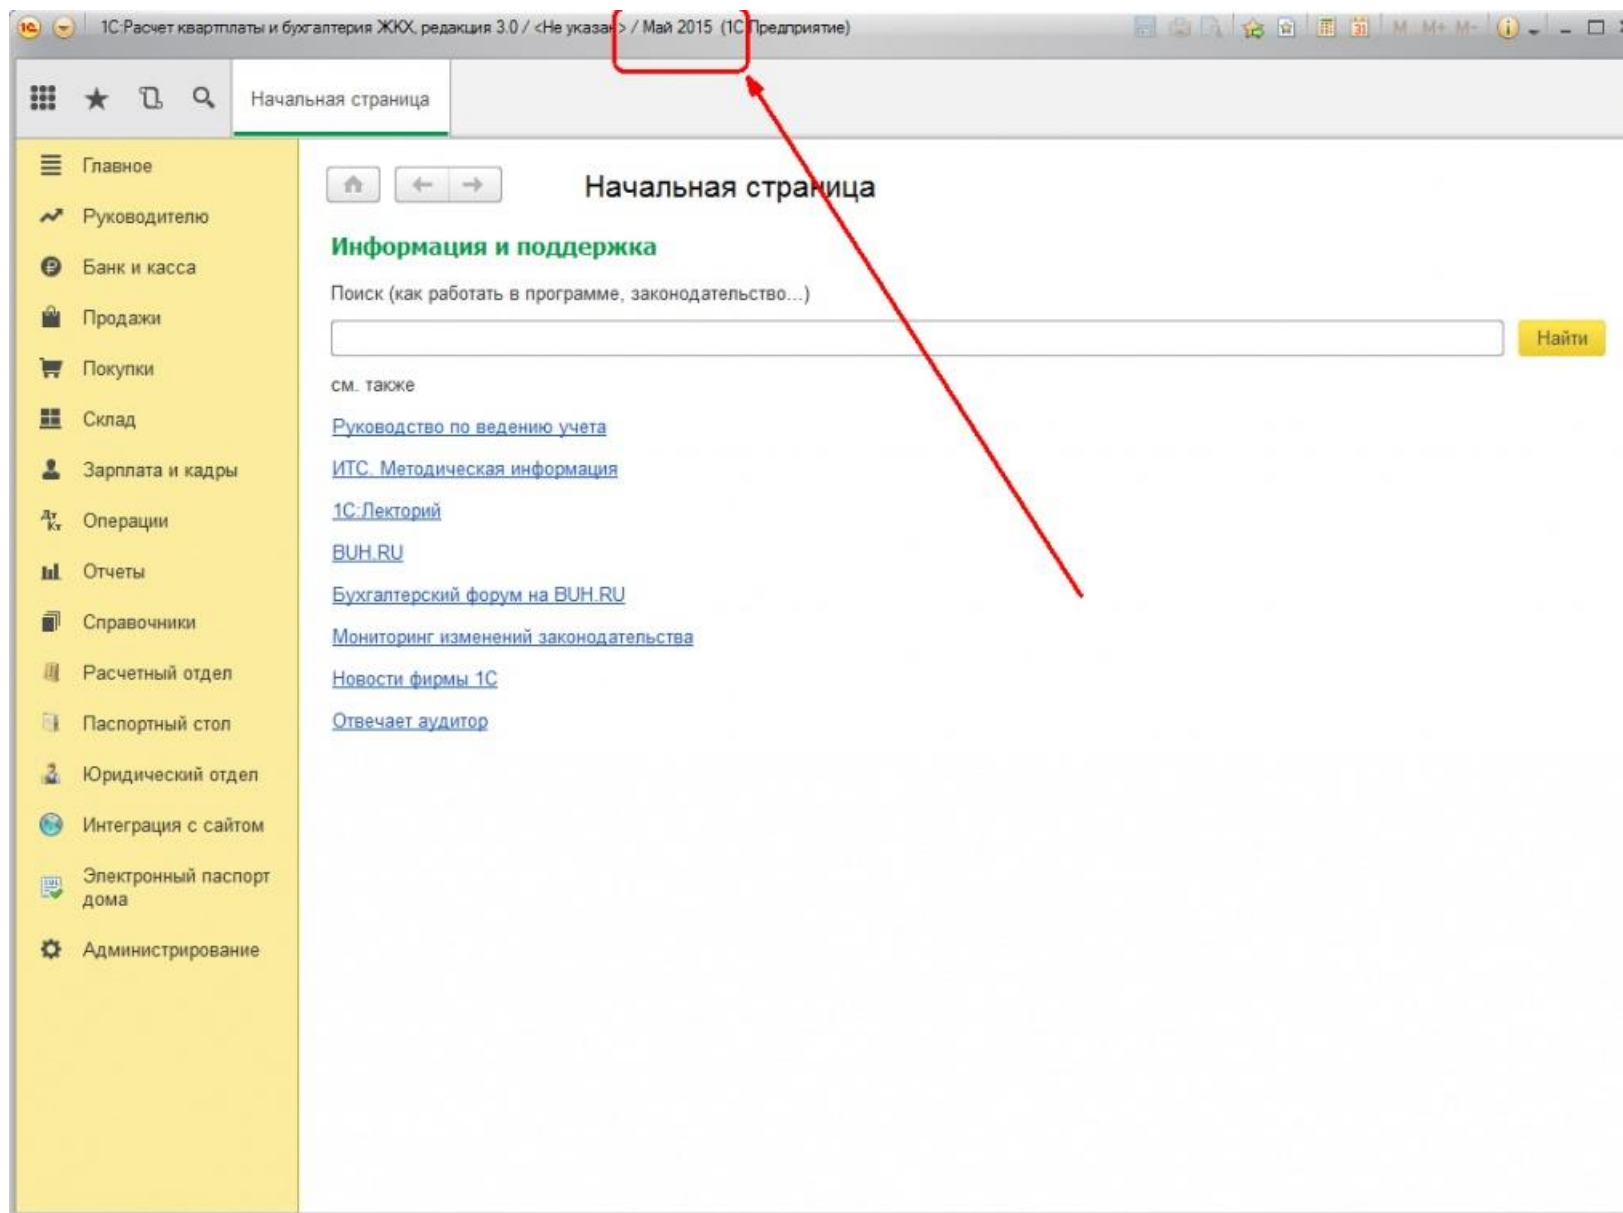 1С:Расчет квартплаты и бухгалтерия ЖКХ, редакция 3.0 / <Не указан> / Май 2015 (1С:Предприятие)
31 M M+ M-
Начальная страница
Главное
Руководителю
Банк и касса
Продажи
Покупки
Склад
Зарплата и кадры
Дт Кт Операции
Отчеты
Справочники
Расчетный отдел
Паспортный стол
Юридический отдел
Интеграция с сайтом
Электронный паспорт
дома
Администрирование
Начальная страница
Информация и поддержка
Поиск (как работать в программе, законодательство...)
Найти
см. также
Руководство по ведению учета
ИТС. Методическая информация
1С:Лекторий
BUH.RU
Бухгалтерский форум на BUH.RU
Мониторинг изменений законодательства
Новости фирмы 1С
Отвечает аудитор